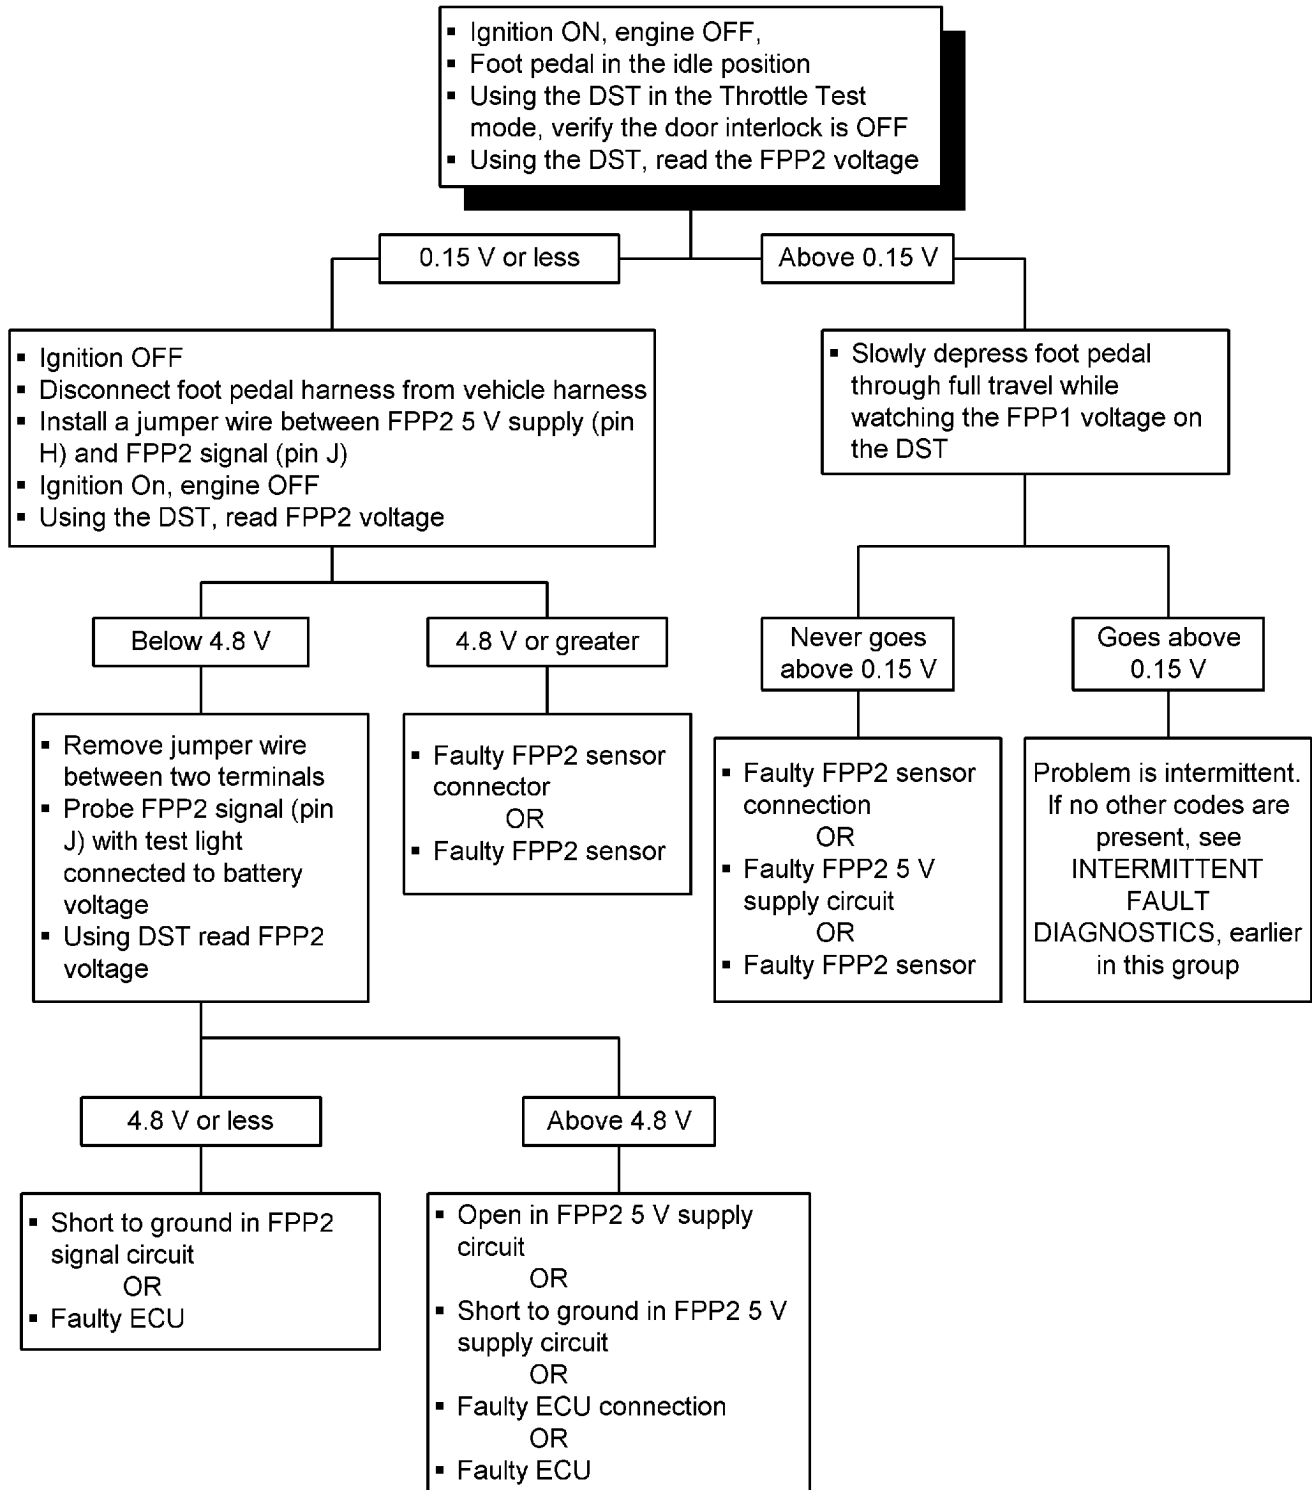 ▪ Ignition ON, engine OFF,
▪ Foot pedal in the idle position
▪ Using the DST in the Throttle Test
mode, verify the door interlock is OFF
▪ Using the DST, read the FPP2 voltage
0.15 V or less
Above 0.15 V
▪ Ignition OFF
▪ Disconnect foot pedal harness from vehicle harness
▪ Install a jumper wire between FPP2 5 V supply (pin
H) and FPP2 signal (pin J)
▪ Ignition On, engine OFF
▪ Using the DST, read FPP2 voltage
▪ Slowly depress foot pedal
through full travel while
watching the FPP1 voltage on
the DST
Below 4.8 V
4.8 V or greater
Never goes
above 0.15 V
Goes above
0.15 V
▪ Remove jumper wire
between two terminals
▪ Probe FPP2 signal (pin
J) with test light
connected to battery
voltage
▪ Using DST read FPP2
voltage
▪ Faulty FPP2 sensor
connector
OR
▪ Faulty FPP2 sensor
▪ Faulty FPP2 sensor
connection
OR
▪ Faulty FPP2 5 V
supply circuit
OR
▪ Faulty FPP2 sensor
Problem is intermittent.
If no other codes are
present, see
INTERMITTENT
FAULT
DIAGNOSTICS, earlier
in this group
4.8 V or less
Above 4.8 V
▪ Short to ground in FPP2
signal circuit
OR
▪ Faulty ECU
▪ Open in FPP2 5 V supply
circuit
OR
▪ Short to ground in FPP2 5 V
supply circuit
OR
▪ Faulty ECU connection
OR
▪ Faulty ECU